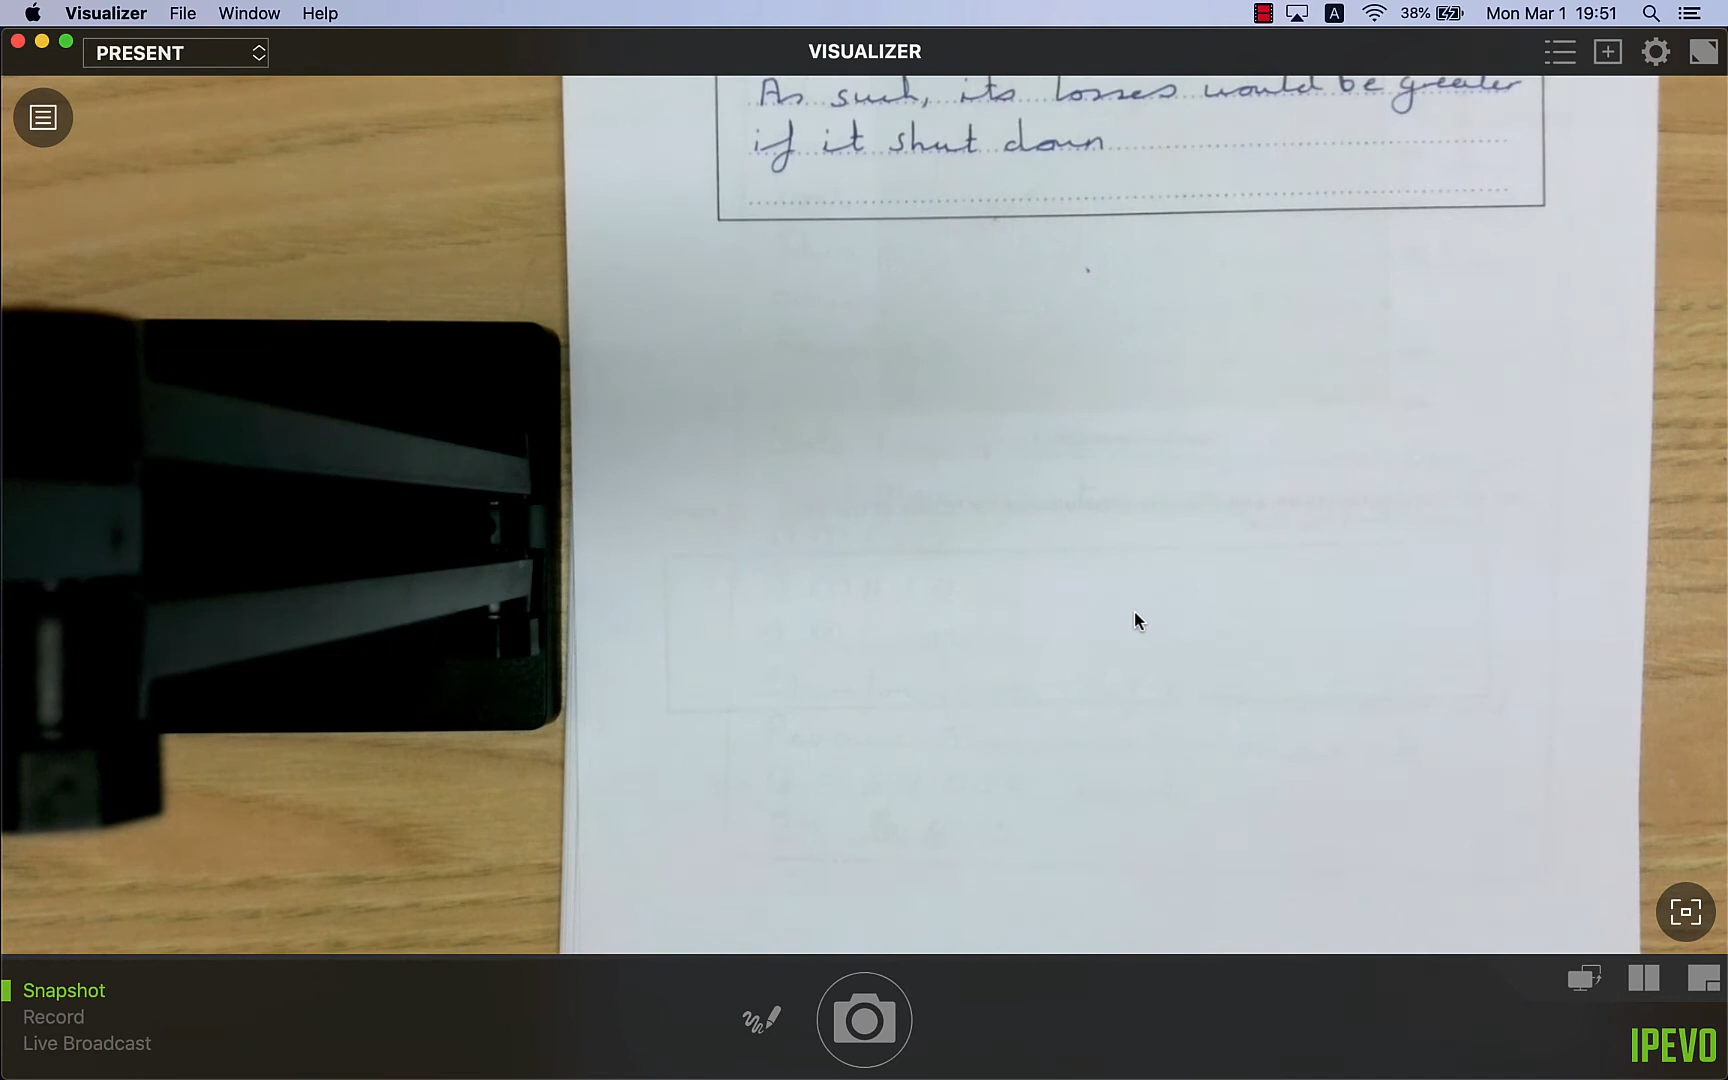 Visualizer File Window Help A 38% Mon Mar 1 19:51
PRESENT VISUALIZER
As such, its losses would be greater
if it shut down
Snapshot
Record
Live Broadcast
IPEVO